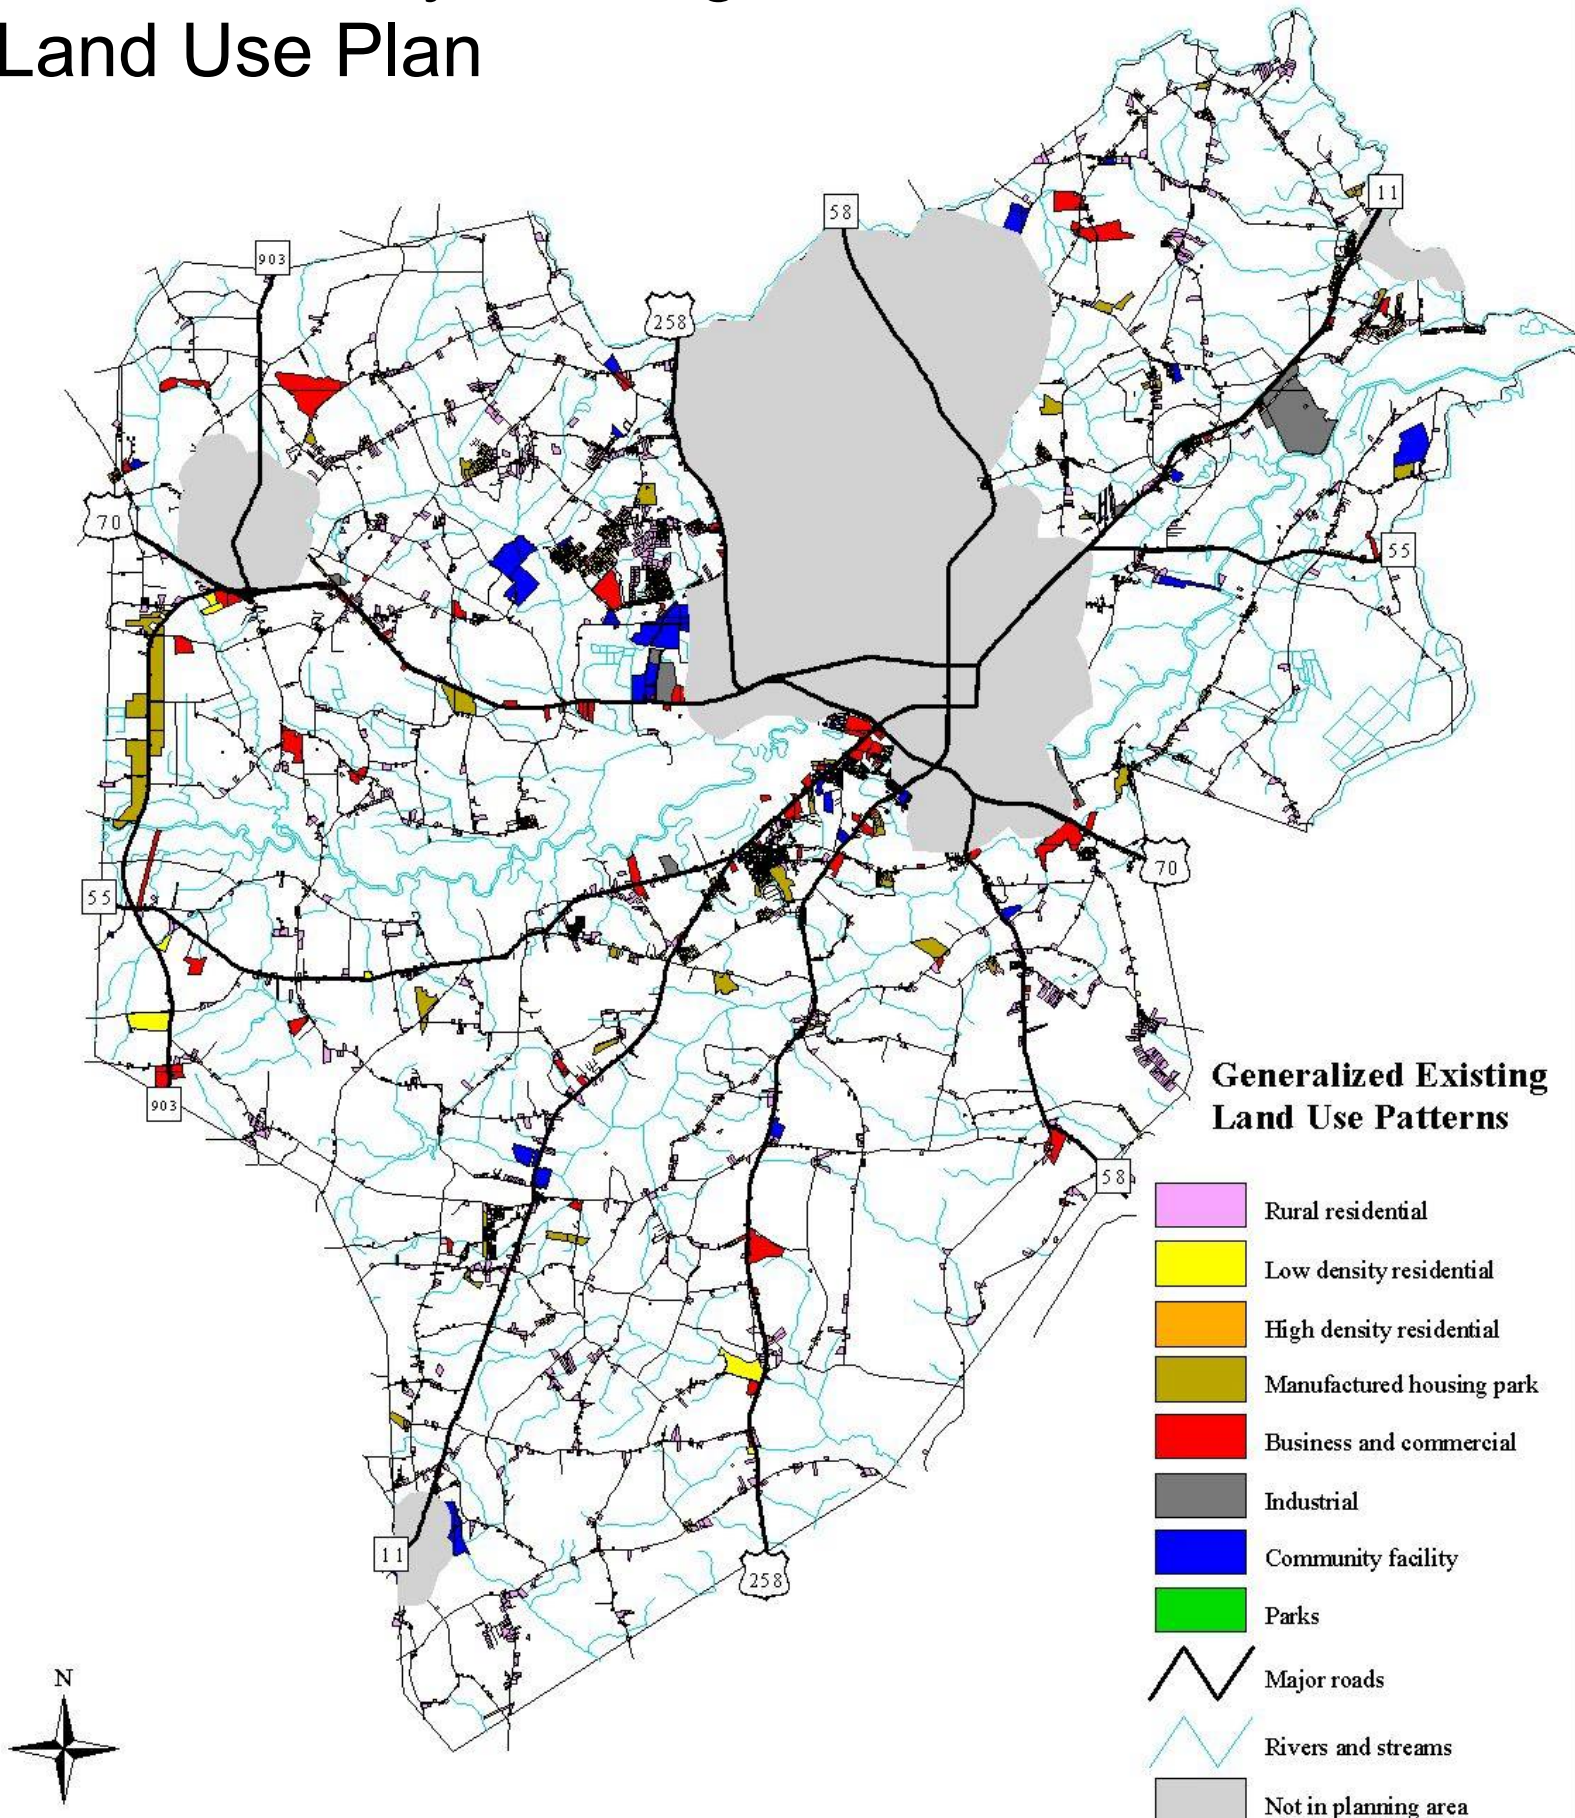 Land Use Plan
11
58
903
258
70
55
55
70
903
58
11
258
Generalized Existing
Land Use Patterns
Rural residential
Low density residential
High density residential
Manufactured housing park
Business and commercial
Industrial
Community facility
Parks
Major roads
Rivers and streams
Not in planning area
N